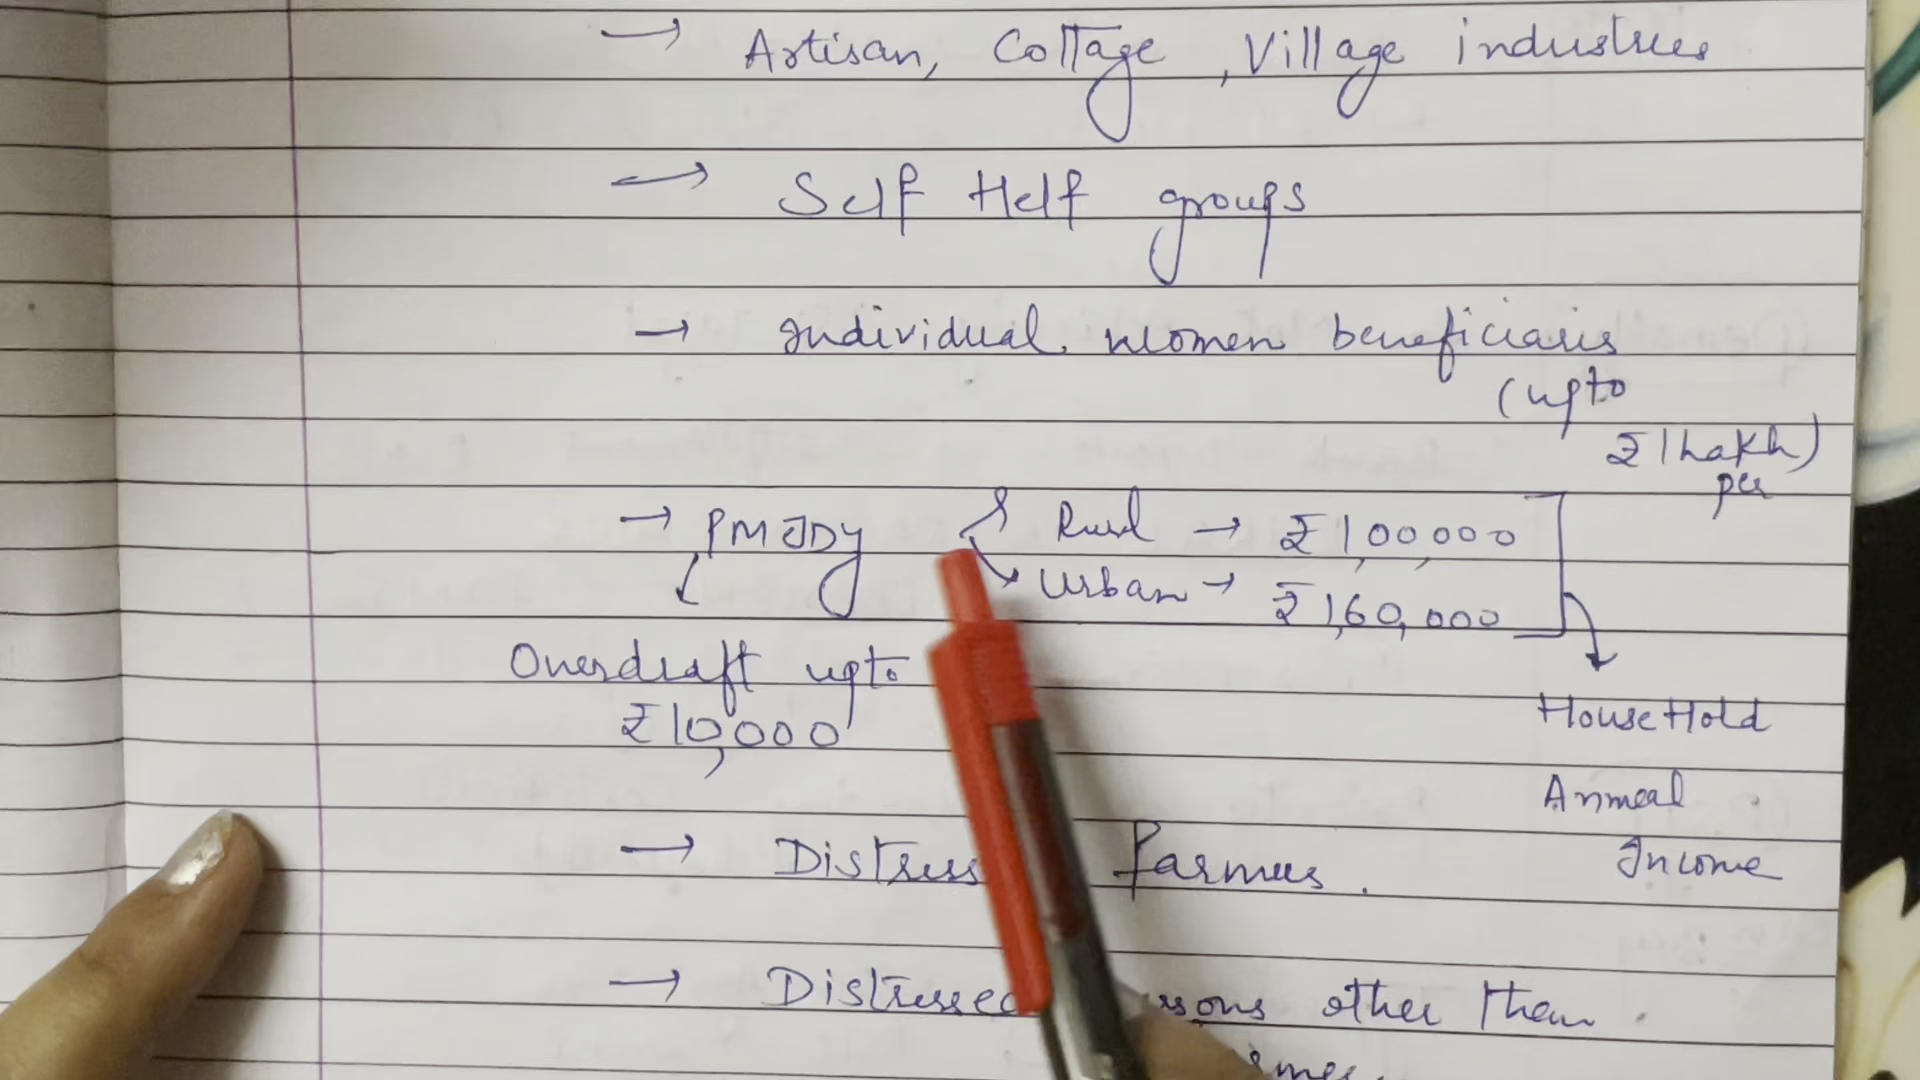 → Artisan, Cottage, Village industries
→ Self Help groups
→ Individual women beneficiaries
(upto
₹1 Lakh)
per
→ PMJDY Rural → ₹1,00,000
Urban → ₹1,60,000
Overdraft upto
₹10,000
HouseHold
Annual
Income
→ Distress farmers.
→ Distressed other than